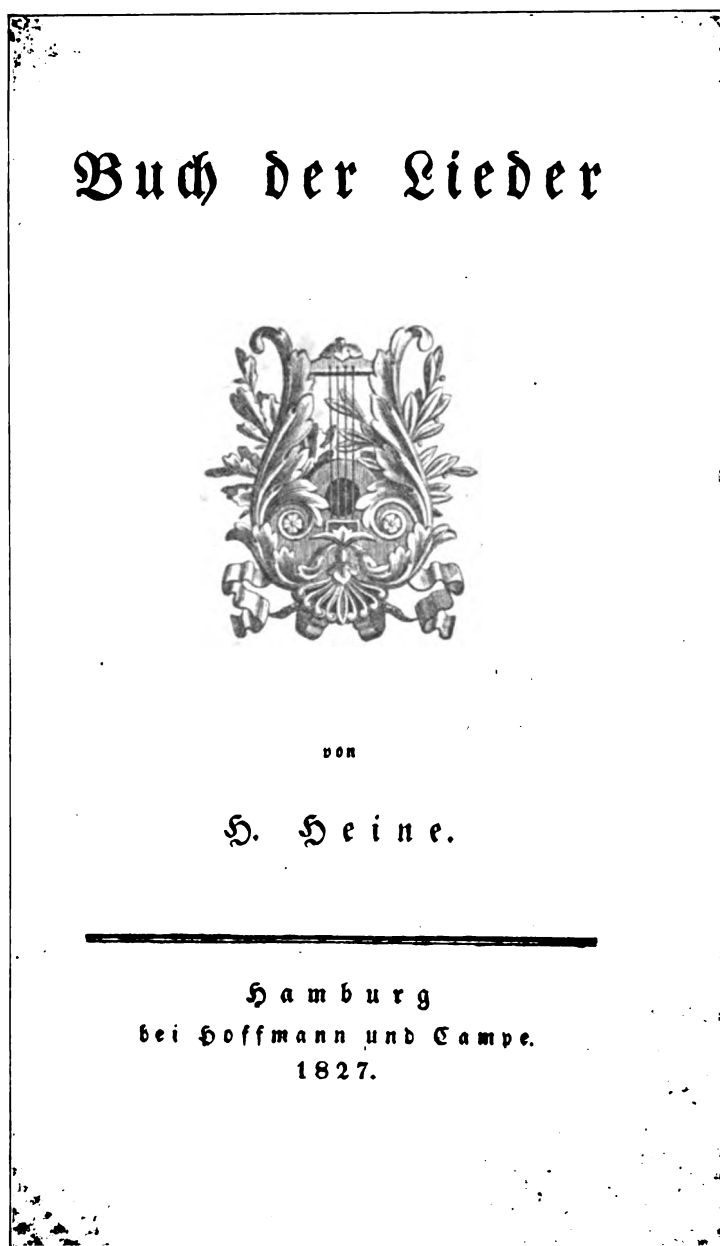 Buch der Lieder
von
H. Heine.
Hamburg
bei Hoffmann und Campe.
1827.